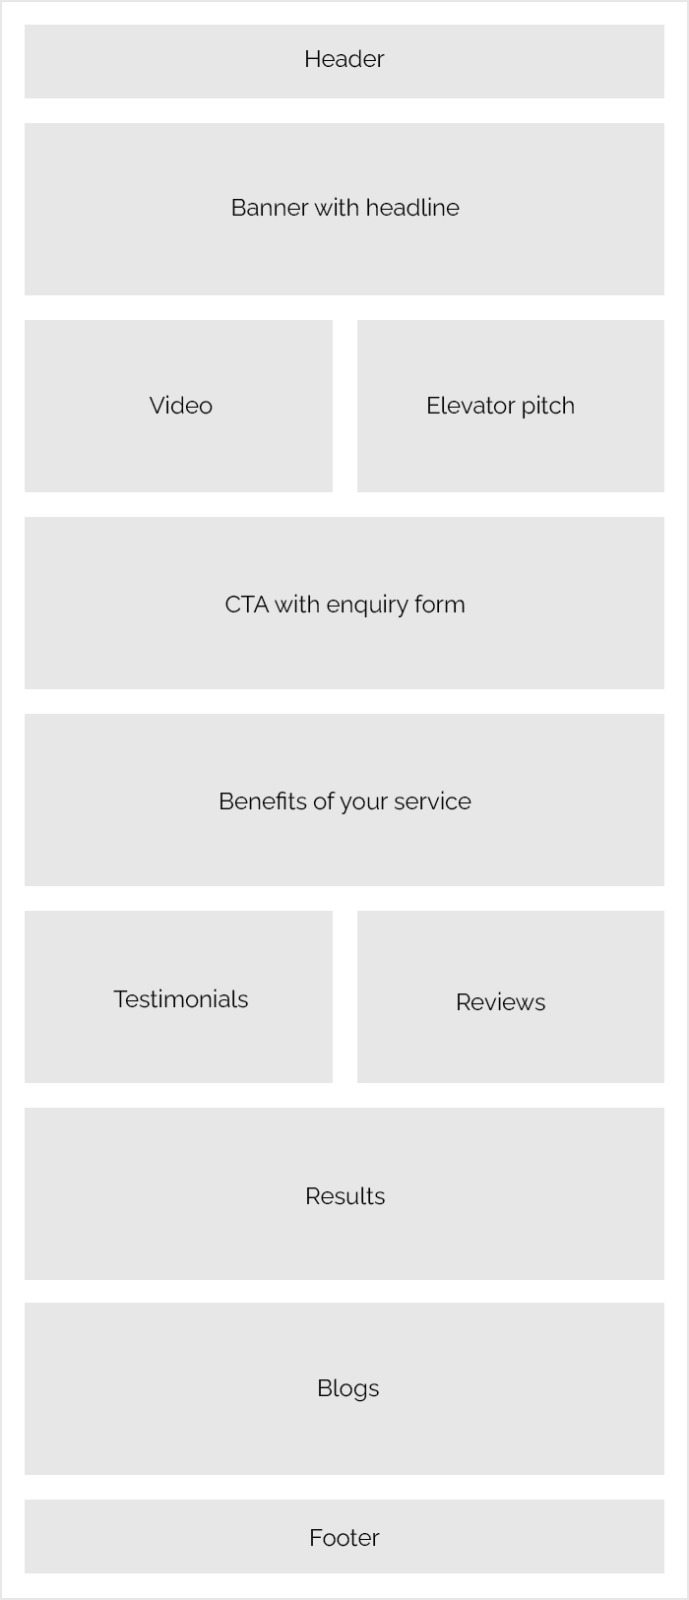 Header
Banner with headline
Video
Elevator pitch
CTA with enquiry form
Benefits of your service
Testimonials
Reviews
Results
Blogs
Footer